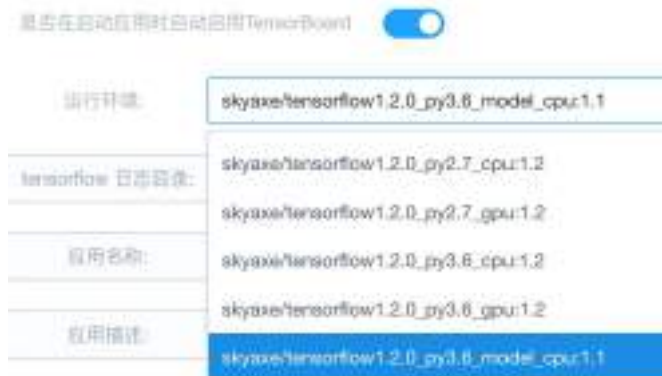 是否在启动应用时自动启用TensorBoard
运行环境:
skyaxe/tensorflow1.2.0_py3.6_model_cpu:1.1
skyaxe/tensorflow1.2.0_py2.7_cpu:1.2
tensorflow 日志目录:
skyaxe/tensorflow1.2.0_py2.7_gpu:1.2
应用名称:
skyaxe/tensorflow1.2.0_py3.6_cpu:1.2
skyaxe/tensorflow1.2.0_py3.6_gpu:1.2
应用描述:
skyaxe/tensorflow1.2.0_py3.6_model_cpu:1.1